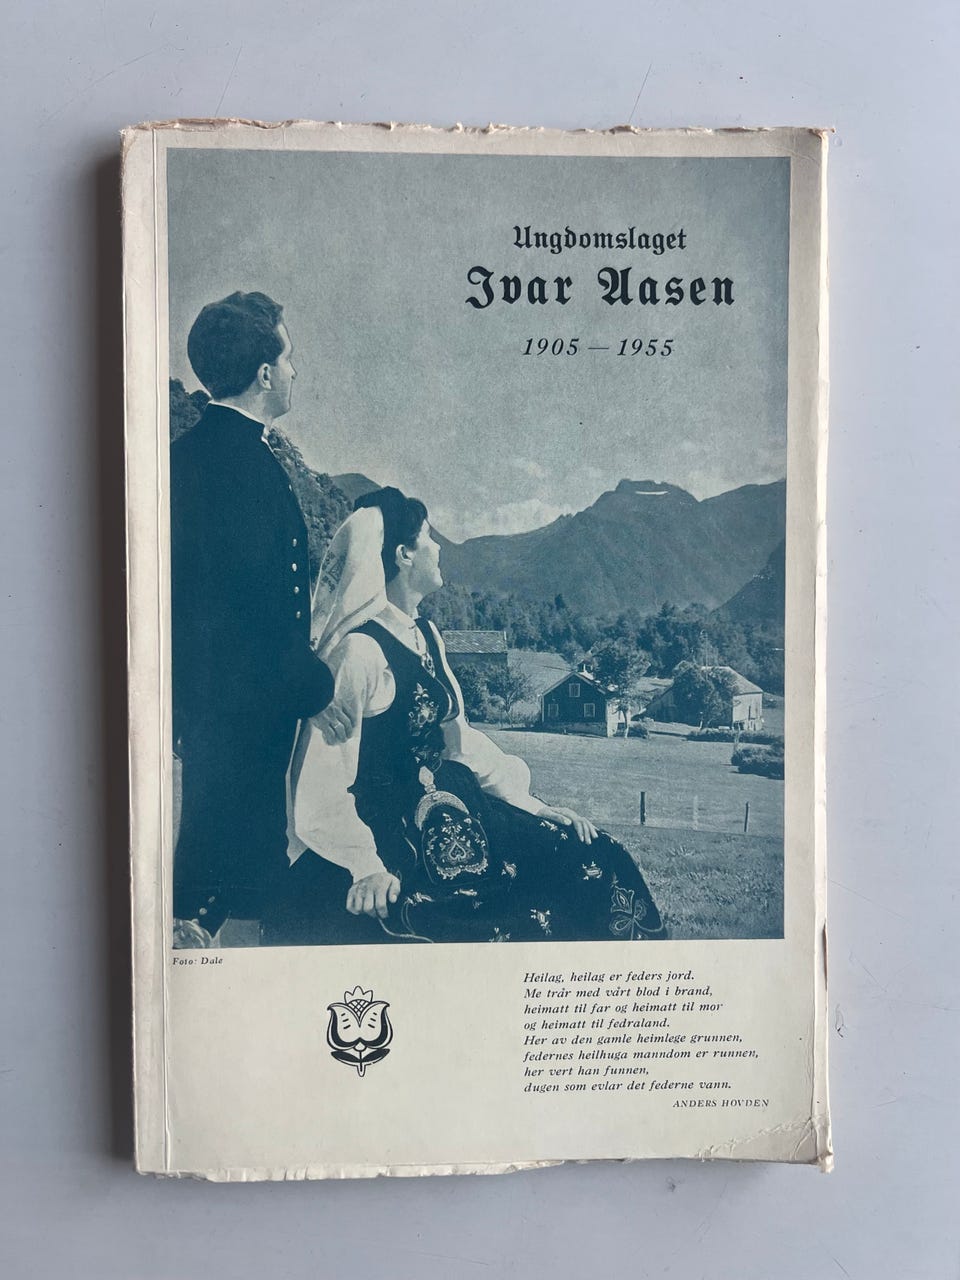 Ungdomslaget
Ivar Aasen
1905 — 1955
Foto: Dale
Heilag, heilag er feders jord.
Me trår med vårt blod i brand,
heimatt til far og heimatt til mor
og heimatt til fedraland.
Her av den gamle heimlege grunnen,
federnes heilhuga manndom er runnen,
her vert han funnen,
dugen som evlar det federne vann.
ANDERS HOVDEN